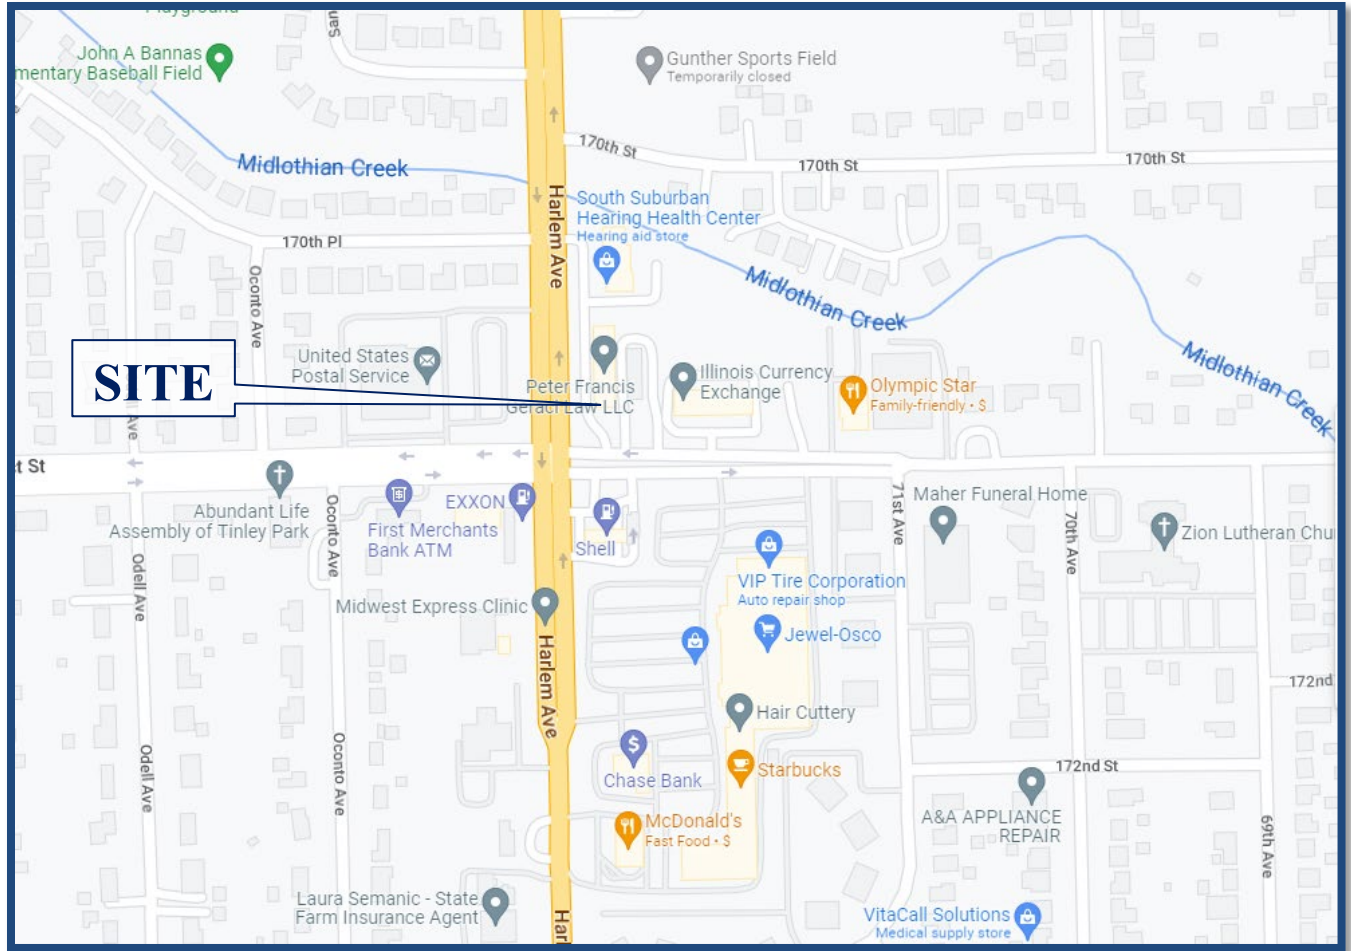 Playground
John A Bannas
mentary Baseball Field
San
Gunther Sports Field
Temporarily closed
170th St
170th St
170th St
Midlothian Creek
Harlem Ave
South Suburban
Hearing Health Center
Hearing aid store
170th Pl
Oconto Ave
Midlothian Creek
Midlothian Creek
United States
Postal Service
SITE
Peter Francis
Geraci Law LLC
Illinois Currency
Exchange
Olympic Star
Family-friendly • $
Ave
t St
Abundant Life
Assembly of Tinley Park
Oconto Ave
First Merchants
Bank ATM
EXXON
Shell
71st Ave
Maher Funeral Home
70th Ave
Zion Lutheran Chu
Odell Ave
VIP Tire Corporation
Auto repair shop
Midwest Express Clinic
Jewel-Osco
Harlem Ave
172nd
Hair Cuttery
Odell Ave
Oconto Ave
Chase Bank
Starbucks
172nd St
McDonald's
Fast Food • $
A&A APPLIANCE
REPAIR
69th Ave
Laura Semanic - State
Farm Insurance Agent
Harl
VitaCall Solutions
Medical supply store